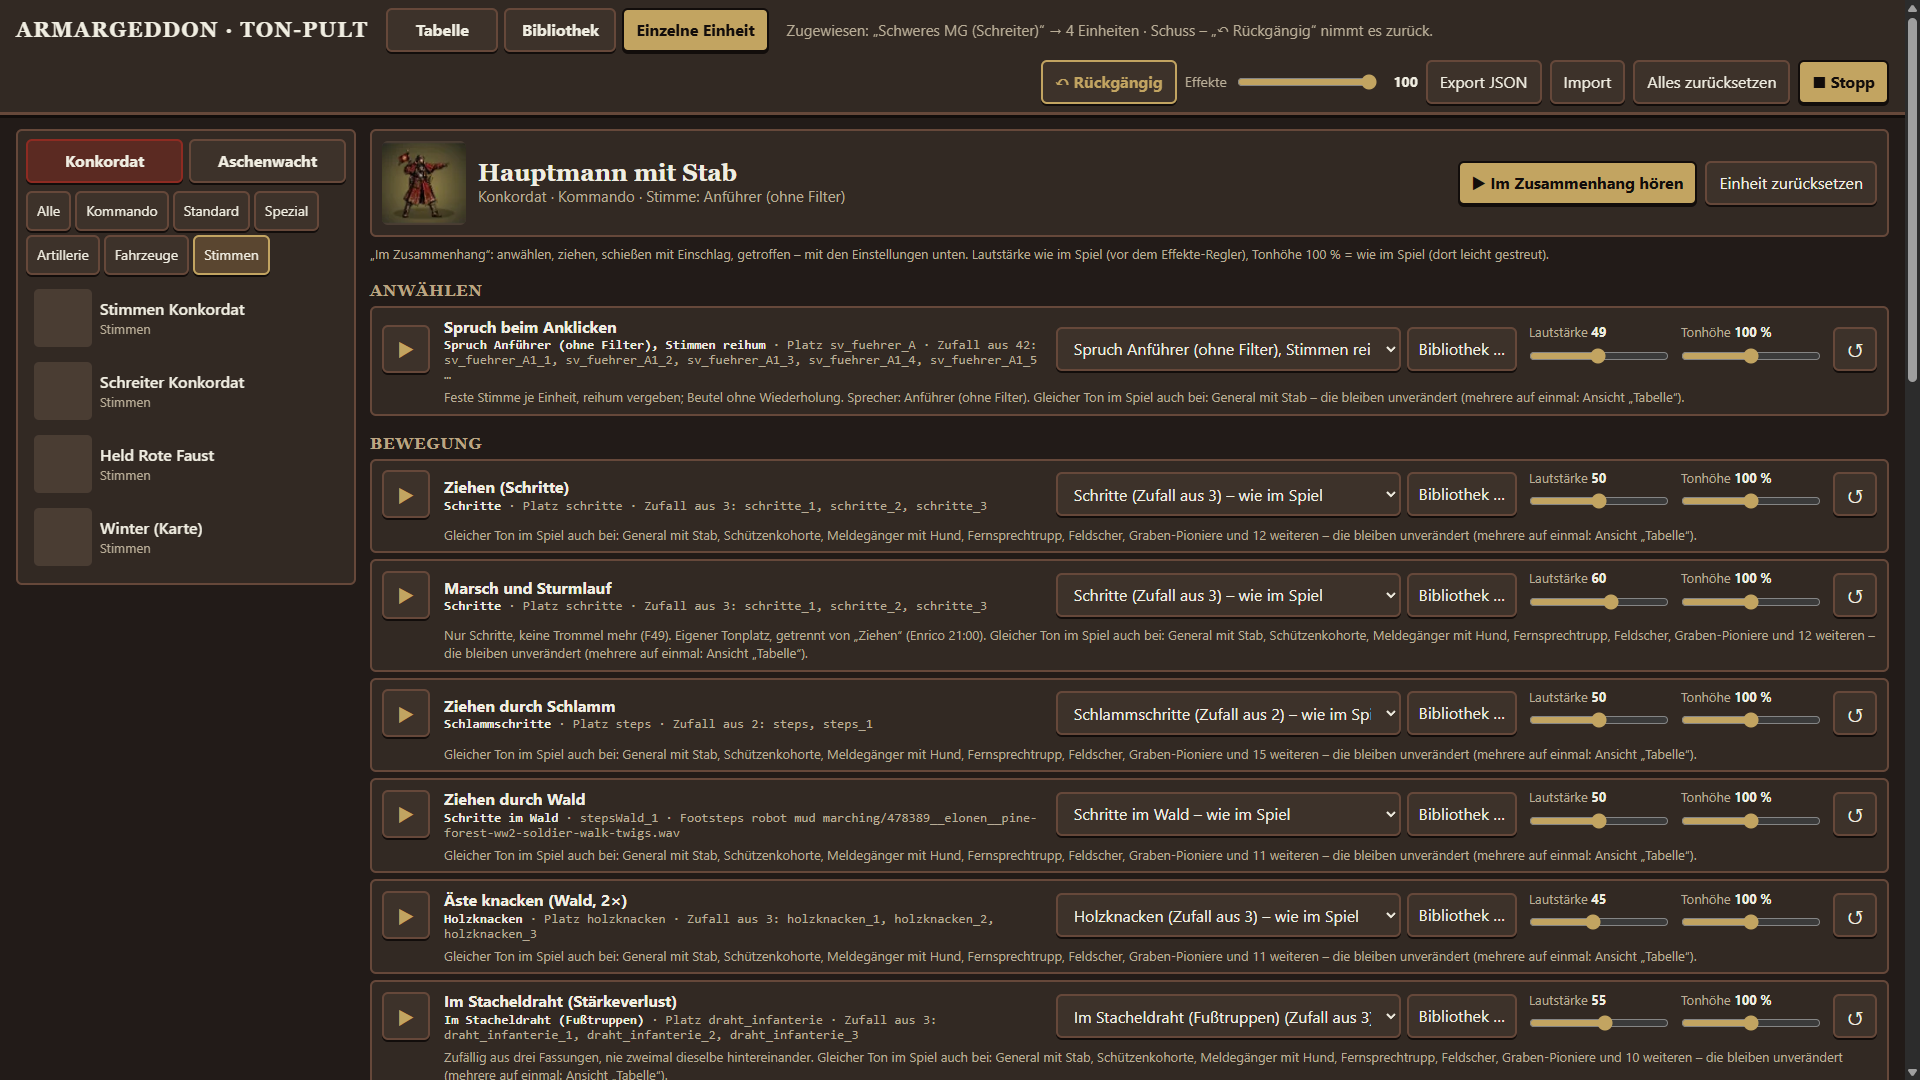 ARMARGEDDON · TON-PULT
Tabelle
Bibliothek
Einzelne Einheit
Zugewiesen: „Schweres MG (Schreiter)“ → 4 Einheiten · Schuss – „↶ Rückgängig“ nimmt es zurück.
↶ Rückgängig
Effekte
100
Export JSON
Import
Alles zurücksetzen
■ Stopp
Konkordat
Aschenwacht
Alle
Kommando
Standard
Spezial
Artillerie
Fahrzeuge
Stimmen
Stimmen Konkordat
Stimmen
Schreiter Konkordat
Stimmen
Held Rote Faust
Stimmen
Winter (Karte)
Stimmen
Hauptmann mit Stab
Konkordat · Kommando · Stimme: Anführer (ohne Filter)
▶ Im Zusammenhang hören
Einheit zurücksetzen
„Im Zusammenhang“: anwählen, ziehen, schießen mit Einschlag, getroffen – mit den Einstellungen unten. Lautstärke wie im Spiel (vor dem Effekte-Regler), Tonhöhe 100 % = wie im Spiel (dort leicht gestreut).
ANWÄHLEN
Spruch beim Anklicken
Spruch Anführer (ohne Filter), Stimmen reihum · Platz sv_fuehrer_A · Zufall aus 42:
sv_fuehrer_A1_1, sv_fuehrer_A1_2, sv_fuehrer_A1_3, sv_fuehrer_A1_4, sv_fuehrer_A1_5
…
Spruch Anführer (ohne Filter), Stimmen rei
Bibliothek ...
Lautstärke 49
Tonhöhe 100 %
↺
Feste Stimme je Einheit, reihum vergeben; Beutel ohne Wiederholung. Sprecher: Anführer (ohne Filter). Gleicher Ton im Spiel auch bei: General mit Stab – die bleiben unverändert (mehrere auf einmal: Ansicht „Tabelle“).
BEWEGUNG
Ziehen (Schritte)
Schritte · Platz schritte · Zufall aus 3: schritte_1, schritte_2, schritte_3
Schritte (Zufall aus 3) – wie im Spiel
Bibliothek ...
Lautstärke 50
Tonhöhe 100 %
↺
Gleicher Ton im Spiel auch bei: General mit Stab, Schützenkohorte, Meldegänger mit Hund, Fernsprechtrupp, Feldscher, Graben-Pioniere und 12 weiteren – die bleiben unverändert (mehrere auf einmal: Ansicht „Tabelle“).
Marsch und Sturmlauf
Schritte · Platz schritte · Zufall aus 3: schritte_1, schritte_2, schritte_3
Schritte (Zufall aus 3) – wie im Spiel
Bibliothek ...
Lautstärke 60
Tonhöhe 100 %
↺
Nur Schritte, keine Trommel mehr (F49). Eigener Tonplatz, getrennt von „Ziehen“ (Enrico 21:00). Gleicher Ton im Spiel auch bei: General mit Stab, Schützenkohorte, Meldegänger mit Hund, Fernsprechtrupp, Feldscher, Graben-Pioniere und 12 weiteren –
die bleiben unverändert (mehrere auf einmal: Ansicht „Tabelle“).
Ziehen durch Schlamm
Schlammschritte · Platz steps · Zufall aus 2: steps, steps_1
Schlammschritte (Zufall aus 2) – wie im Spi
Bibliothek ...
Lautstärke 50
Tonhöhe 100 %
↺
Gleicher Ton im Spiel auch bei: General mit Stab, Schützenkohorte, Meldegänger mit Hund, Fernsprechtrupp, Feldscher, Graben-Pioniere und 15 weiteren – die bleiben unverändert (mehrere auf einmal: Ansicht „Tabelle“).
Ziehen durch Wald
Schritte im Wald · stepsWald_1 · Footsteps robot mud marching/478389__elonen__pine-
forest-ww2-soldier-walk-twigs.wav
Schritte im Wald – wie im Spiel
Bibliothek ...
Lautstärke 50
Tonhöhe 100 %
↺
Gleicher Ton im Spiel auch bei: General mit Stab, Schützenkohorte, Meldegänger mit Hund, Fernsprechtrupp, Feldscher, Graben-Pioniere und 11 weiteren – die bleiben unverändert (mehrere auf einmal: Ansicht „Tabelle“).
Äste knacken (Wald, 2×)
Holzknacken · Platz holzknacken · Zufall aus 3: holzknacken_1, holzknacken_2,
holzknacken_3
Holzknacken (Zufall aus 3) – wie im Spiel
Bibliothek ...
Lautstärke 45
Tonhöhe 100 %
↺
Gleicher Ton im Spiel auch bei: General mit Stab, Schützenkohorte, Meldegänger mit Hund, Fernsprechtrupp, Feldscher, Graben-Pioniere und 11 weiteren – die bleiben unverändert (mehrere auf einmal: Ansicht „Tabelle“).
Im Stacheldraht (Stärkeverlust)
Im Stacheldraht (Fußtruppen) · Platz draht_infanterie · Zufall aus 3:
draht_infanterie_1, draht_infanterie_2, draht_infanterie_3
Im Stacheldraht (Fußtruppen) (Zufall aus 3)
Bibliothek ...
Lautstärke 55
Tonhöhe 100 %
↺
Zufällig aus drei Fassungen, nie zweimal dieselbe hintereinander. Gleicher Ton im Spiel auch bei: General mit Stab, Schützenkohorte, Meldegänger mit Hund, Fernsprechtrupp, Feldscher, Graben-Pioniere und 10 weiteren – die bleiben unverändert
(mehrere auf einmal: Ansicht „Tabelle“).